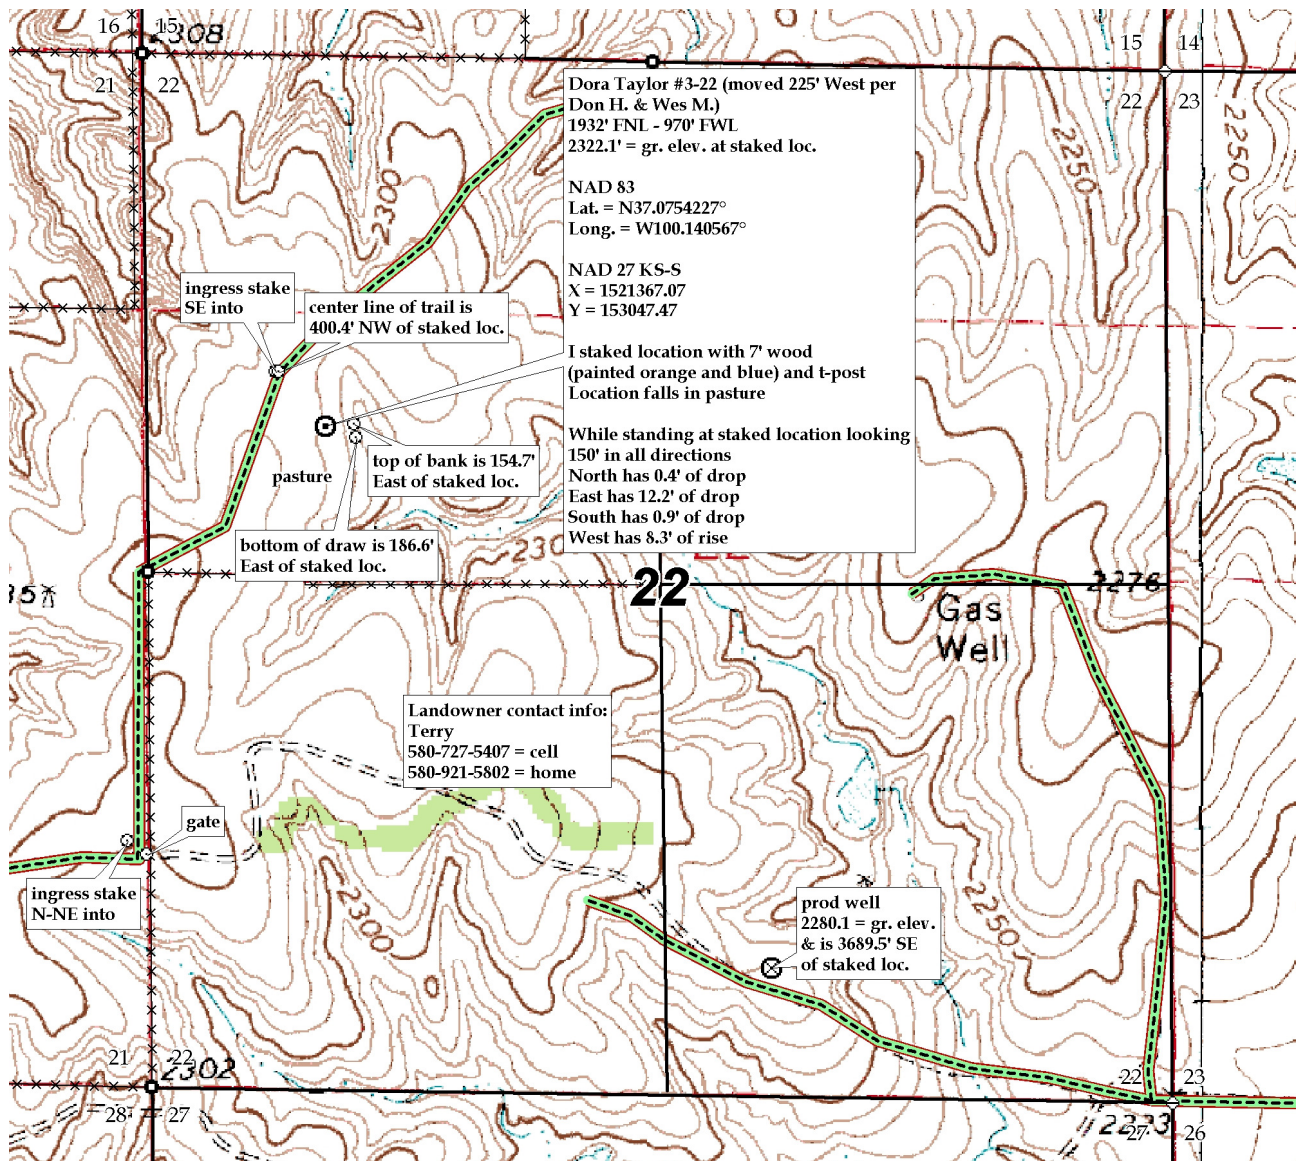 16 15
2308
15 14
21 22
22 23
Dora Taylor #3-22 (moved 225' West per
Don H. & Wes M.)
1932' FNL - 970' FWL
2322.1' = gr. elev. at staked loc.
NAD 83
Lat. = N37.0754227°
Long. = W100.140567°
NAD 27 KS-S
X = 1521367.07
Y = 153047.47
I staked location with 7' wood
(painted orange and blue) and t-post
Location falls in pasture
While standing at staked location looking
150' in all directions
North has 0.4' of drop
East has 12.2' of drop
South has 0.9' of drop
West has 8.3' of rise
2300
2250
2250
ingress stake
SE into
center line of trail is
400.4' NW of staked loc.
pasture
top of bank is 154.7'
East of staked loc.
bottom of draw is 186.6'
East of staked loc.
22
2276
Gas
Well
Landowner contact info:
Terry
580-727-5407 = cell
580-921-5802 = home
gate
ingress stake
N-NE into
2300
2250
prod well
2280.1 = gr. elev.
& is 3689.5' SE
of staked loc.
21 22
2302
22 23
28 27
27 26